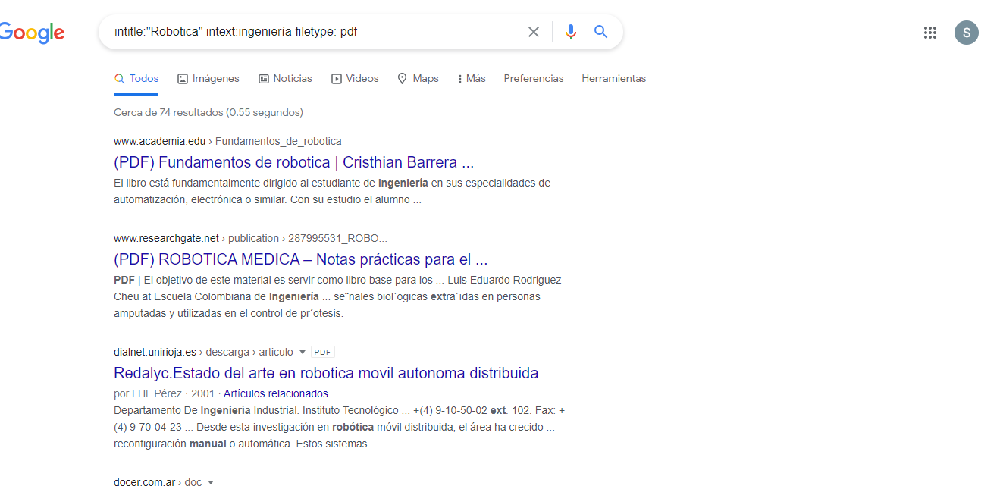 Google
intitle:"Robotica" intext:ingeniería filetype: pdf
S
Todos Imágenes Noticias Videos Maps Más Preferencias Herramientas
Cerca de 74 resultados (0.55 segundos)
www.academia.edu › Fundamentos_de_robotica
(PDF) Fundamentos de robotica | Cristhian Barrera ...
El libro está fundamentalmente dirigido al estudiante de ingeniería en sus especialidades de
automatización, electrónica o similar. Con su estudio el alumno ...
www.researchgate.net › publication › 287995531_ROBO...
(PDF) ROBOTICA MEDICA – Notas prácticas para el ...
PDF | El objetivo de este material es servir como libro base para los ... Luis Eduardo Rodriguez
Cheu at Escuela Colombiana de Ingeniería ... se˜nales biol´ogicas extra´ıdas en personas
amputadas y utilizadas en el control de pr´otesis.
dialnet.unirioja.es › descarga › articulo PDF
Redalyc.Estado del arte en robotica movil autonoma distribuida
por LHL Pérez · 2001 · Artículos relacionados
Departamento De Ingeniería Industrial. Instituto Tecnológico ... +(4) 9-10-50-02 ext. 102. Fax: +
(4) 9-70-04-23 ... Desde esta investigación en robótica móvil distribuida, el área ha crecido ...
reconfiguración manual o automática. Estos sistemas.
docer.com.ar › doc